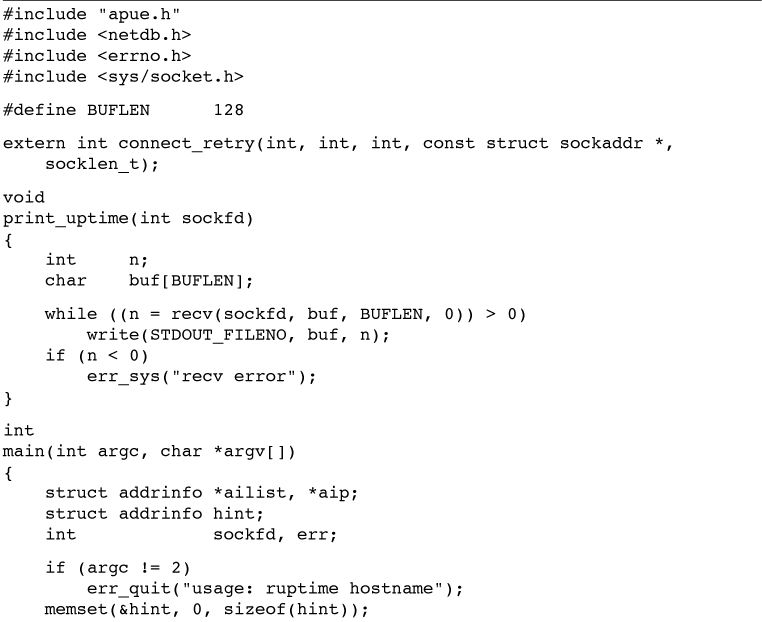 #include "apue.h"
#include <netdb.h>
#include <errno.h>
#include <sys/socket.h>
#define BUFLEN      128
extern int connect_retry(int, int, int, const struct sockaddr *,
    socklen_t);
void
print_uptime(int sockfd)
{
    int     n;
    char    buf[BUFLEN];
    while ((n = recv(sockfd, buf, BUFLEN, 0)) > 0)
        write(STDOUT_FILENO, buf, n);
    if (n < 0)
        err_sys("recv error");
}
int
main(int argc, char *argv[])
{
    struct addrinfo *ailist, *aip;
    struct addrinfo hint;
    int             sockfd, err;
    if (argc != 2)
        err_quit("usage: ruptime hostname");
    memset(&hint, 0, sizeof(hint));